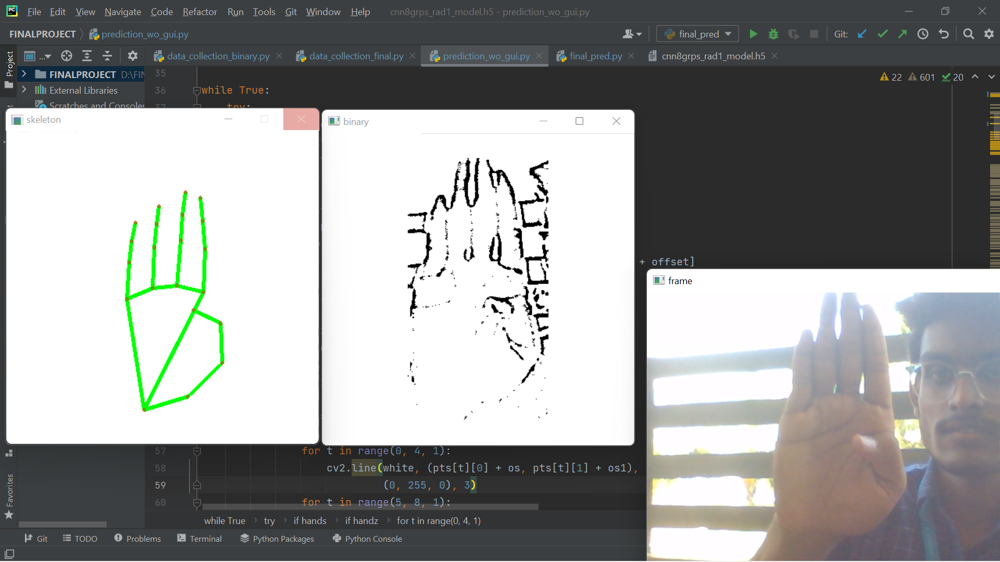 PC File Edit View Navigate Code Refactor Run Tools Git Window Help cnn8grps_rad1_model.h5 - prediction_wo_gui.py
FINALPROJECT prediction_wo_gui.py final_pred Git:
Project ... data_collection_binary.py data_collection_final.py prediction_wo_gui.py final_pred.py cnn8grps_rad1_model.h5
FINALPROJECT D:\FIN 35
22 601 20
External Libraries 36 while True:
Scratches and Consoles 37 try:
skeleton
binary
+ offset]
frame
57 for t in range(0, 4, 1):
58 cv2.line(white, (pts[t][0] + os, pts[t][1] + os1),
59 (0, 255, 0), 3)
60 for t in range(5, 8, 1):
Favorites
while True › try › if hands › if handz › for t in range(0, 4, 1)
Git TODO Problems Terminal Python Packages Python Console